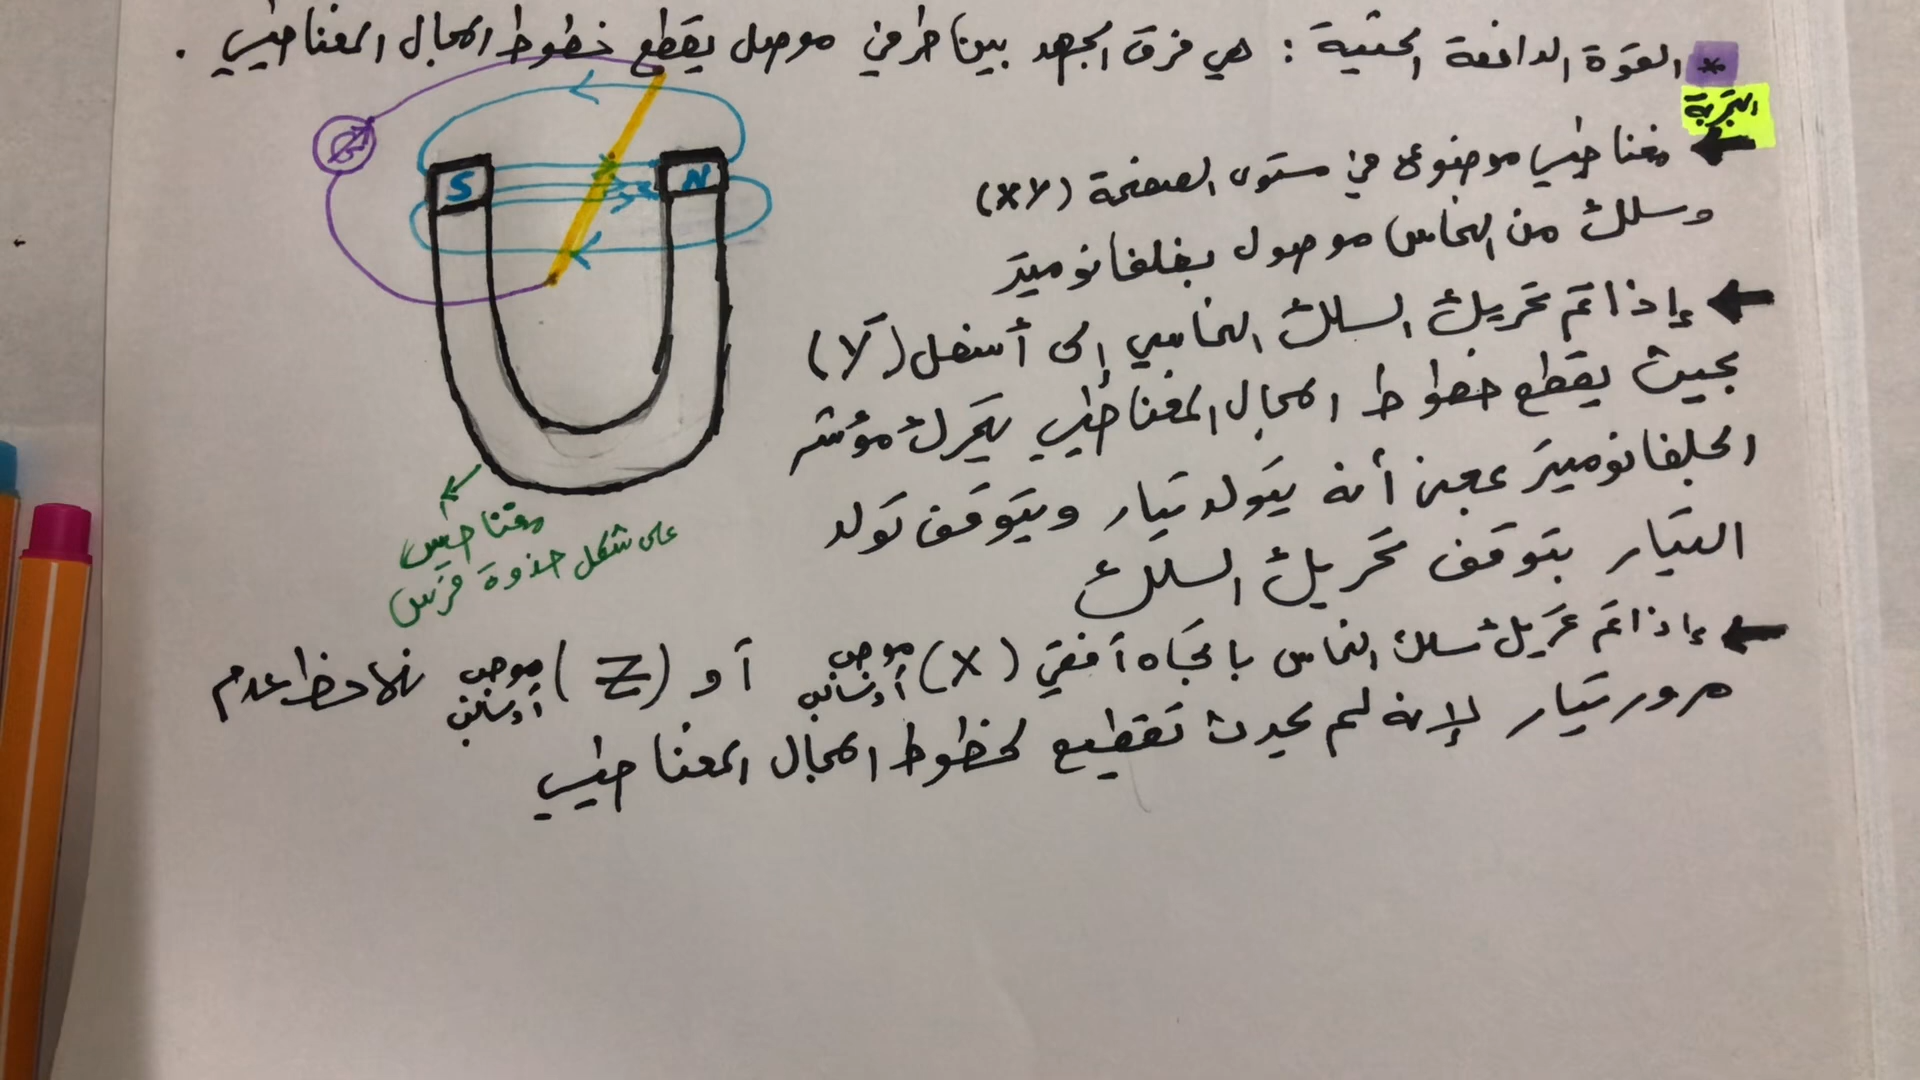 * القوة الدافعة الحثية : هي فرق الجهد بين طرفي موصل يقطع خطوط المجال المغناطيسي .
التجربة
مغناطيس موضوع في مستوى الصفحة (XY)
وسلك من النحاس موصول بغلفانوميتر
إذا تم تحريك السلك النحاسي إلى أسفل (Y)
بحيث يقطع خطوط المجال المغناطيسي يتحرك مؤشر
الجلفانوميتر بمعنى أنه يتولد تيار ويتوقف تولد
التيار بتوقف تحريك السلك
إذا تم تحريك سلك النحاس باتجاه أفقي (X) موجب أو سالب أو (Z) موجب أو سالب نلاحظ عدم
مرور تيار لإنه لم يحدث تقطيع لخطوط المجال المغناطيسي
S
N
مغناطيس
على شكل حذوة فرس